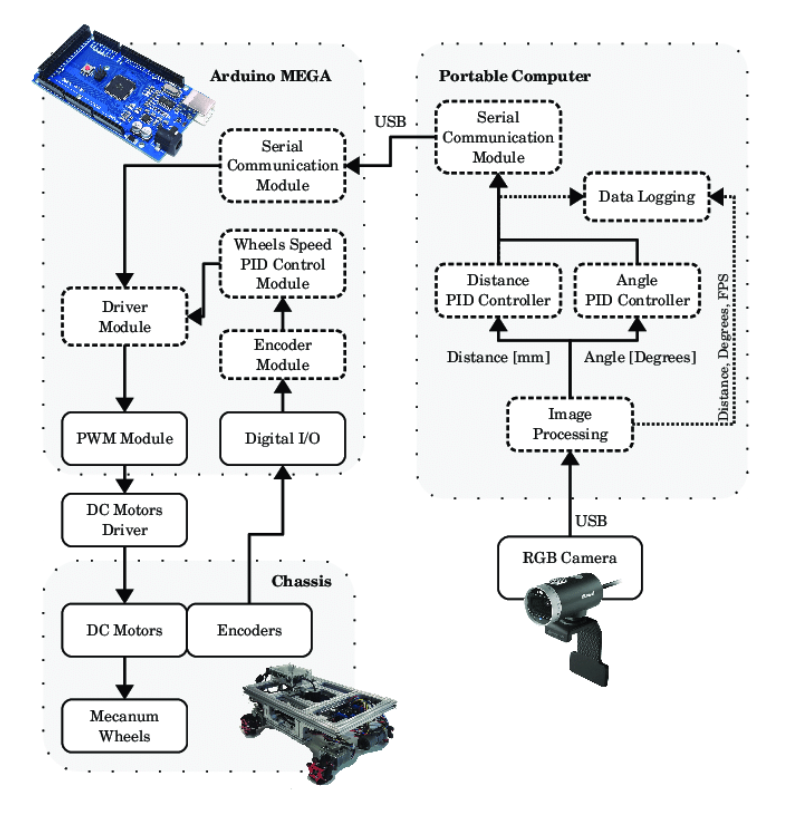 Arduino MEGA
Serial
Communication
Module
Wheels Speed
PID Control
Module
Driver
Module
Encoder
Module
PWM Module
Digital I/O
DC Motors
Driver
Chassis
DC Motors
Encoders
Mecanum
Wheels
USB
Portable Computer
Serial
Communication
Module
Data Logging
Distance
PID Controller
Angle
PID Controller
Distance [mm]
Angle [Degrees]
Distance, Degrees, FPS
Image
Processing
USB
RGB Camera